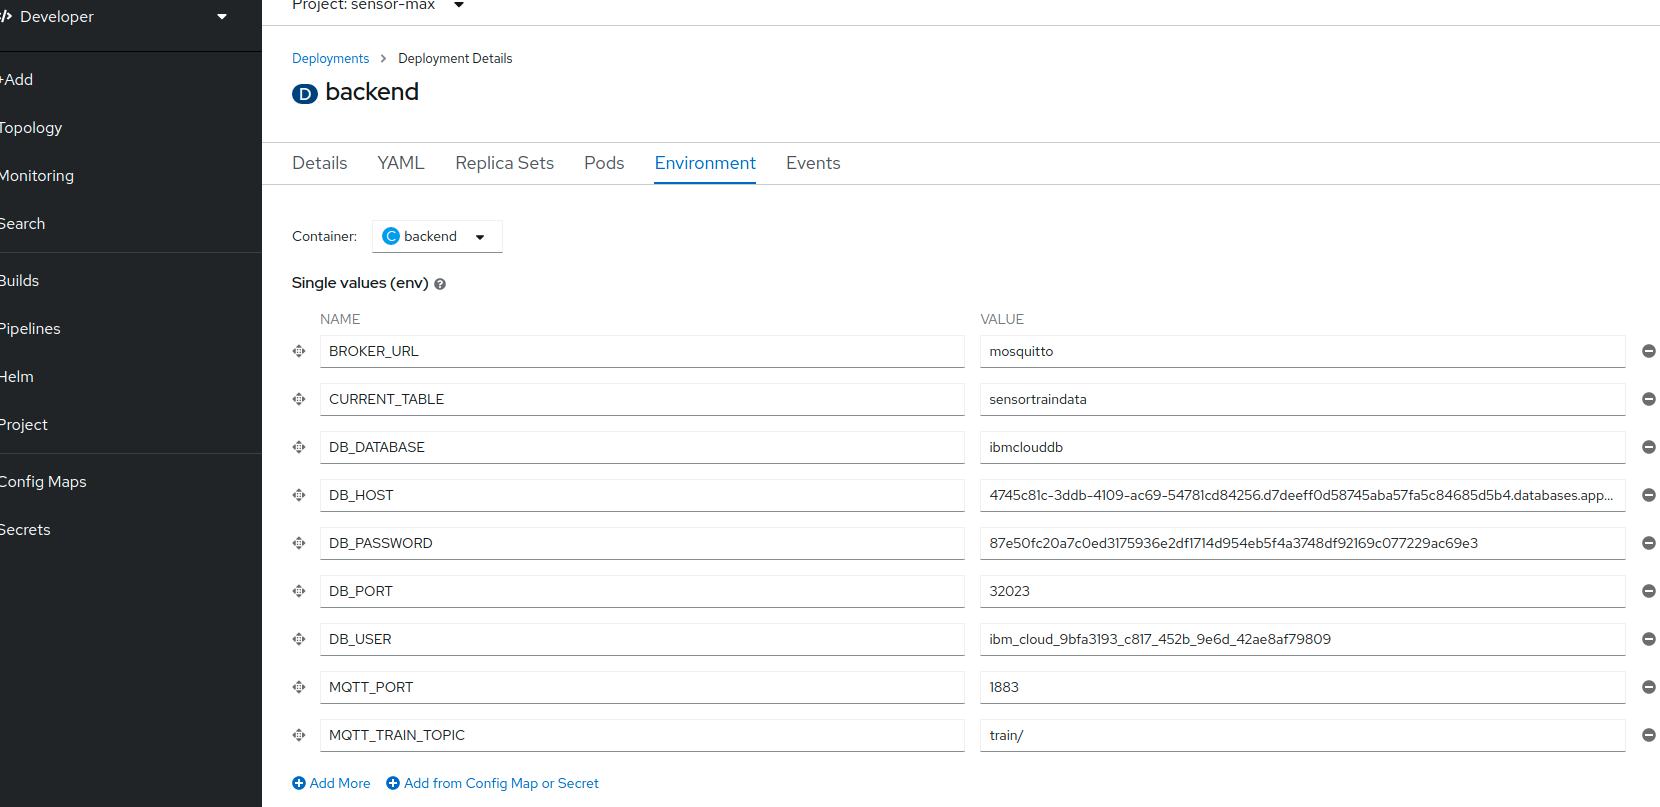 Developer
Project: sensor-max
+Add
Topology
Monitoring
Search
Builds
Pipelines
Helm
Project
Config Maps
Secrets
Deployments > Deployment Details
D backend
Details YAML Replica Sets Pods Environment Events
Container: C backend
Single values (env)
NAME VALUE
BROKER_URL mosquitto
CURRENT_TABLE sensortraindata
DB_DATABASE ibmclouddb
DB_HOST 4745c81c-3ddb-4109-ac69-54781cd84256.d7deeff0d58745aba57fa5c84685d5b4.databases.app...
DB_PASSWORD 87e50fc20a7c0ed3175936e2df1714d954eb5f4a3748df92169c077229ac69e3
DB_PORT 32023
DB_USER ibm_cloud_9bfa3193_c817_452b_9e6d_42ae8af79809
MQTT_PORT 1883
MQTT_TRAIN_TOPIC train/
Add More Add from Config Map or Secret